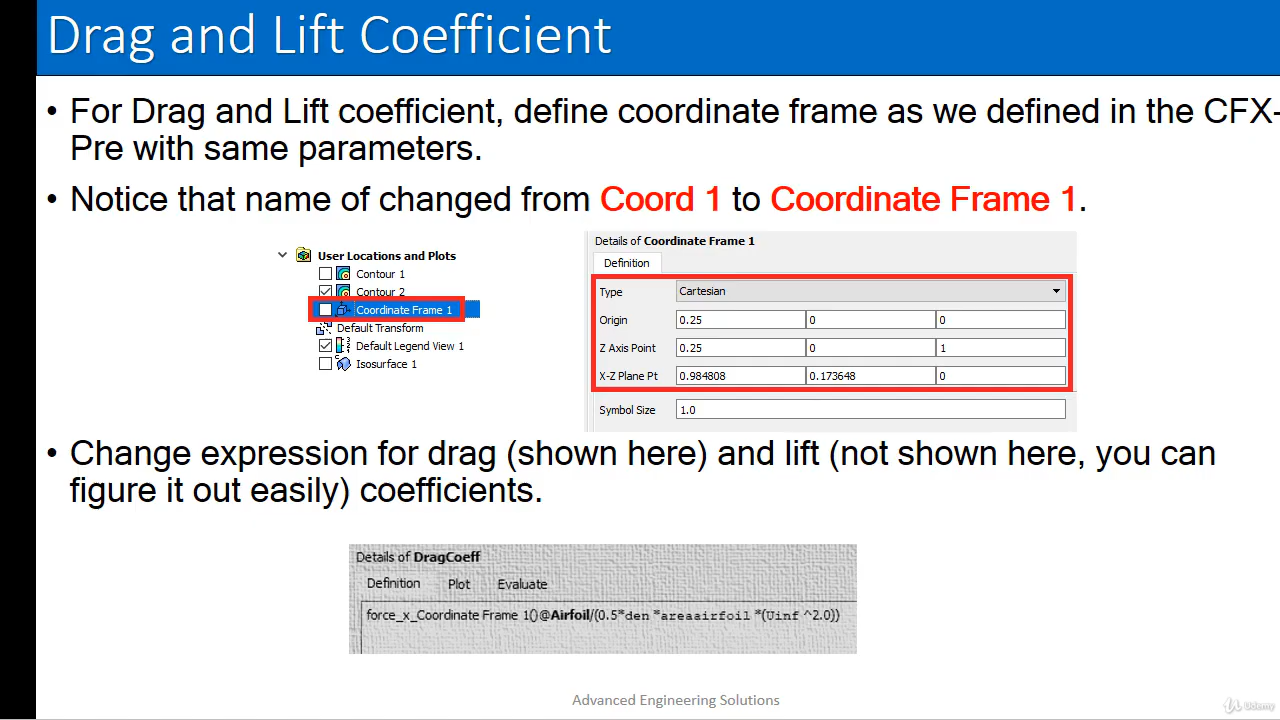 Drag and Lift Coefficient
• For Drag and Lift coefficient, define coordinate frame as we defined in the CFX-
Pre with same parameters.
• Notice that name of changed from Coord 1 to Coordinate Frame 1.
User Locations and Plots
Contour 1
Contour 2
Coordinate Frame 1
Default Transform
Default Legend View 1
Isosurface 1
Details of Coordinate Frame 1
Definition
Type Cartesian
Origin 0.25 0 0
Z Axis Point 0.25 0 1
X-Z Plane Pt 0.984808 0.173648 0
Symbol Size 1.0
• Change expression for drag (shown here) and lift (not shown here, you can
figure it out easily) coefficients.
Details of DragCoeff
Definition Plot Evaluate
force_x_Coordinate Frame 1()@Airfoil/(0.5*den *areaairfoil *(Uinf ^2.0))
Advanced Engineering Solutions
Udemy